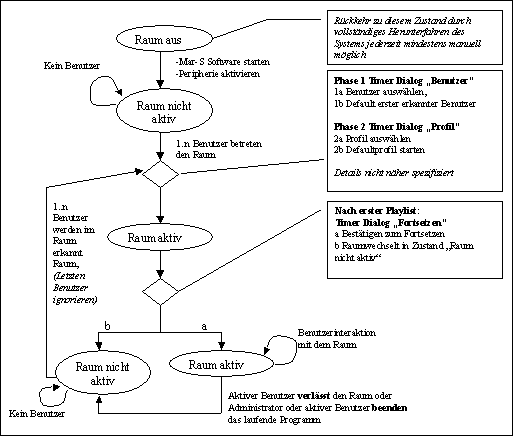 Raum aus
Rückkehr zu diesem Zustand durch
vollständiges Herunterfahren des
Systems jederzeit mindestens manuell
möglich
-Mar-S Software starten
-Peripherie aktivieren
Kein Benutzer
Raum nicht
aktiv
Phase 1 Timer Dialog „Benutzer"
1a Benutzer auswählen,
1b Default erster erkannter Benutzer
Phase 2 Timer Dialog „Profil"
2a Profil auswählen
2b Defaultprofil starten
Details nicht näher spezifiziert
1.n Benutzer betreten
den Raum
1..n
Benutzer
werden im
Raum
erkannt
Raum,
(Letzten
Benutzer
ignorieren)
Raum aktiv
Nach erster Playlist:
Timer Dialog „Fortsetzen"
a Bestätigen zum Fortsetzen
b Raumwechselt in Zustand „Raum
nicht aktiv"
b
a
Benutzerinteraktion
mit dem Raum
Raum nicht
aktiv
Raum aktiv
Kein Benutzer
Aktiver Benutzer verlässt den Raum oder
Administrator oder aktiver Benutzer beenden
das laufende Programm